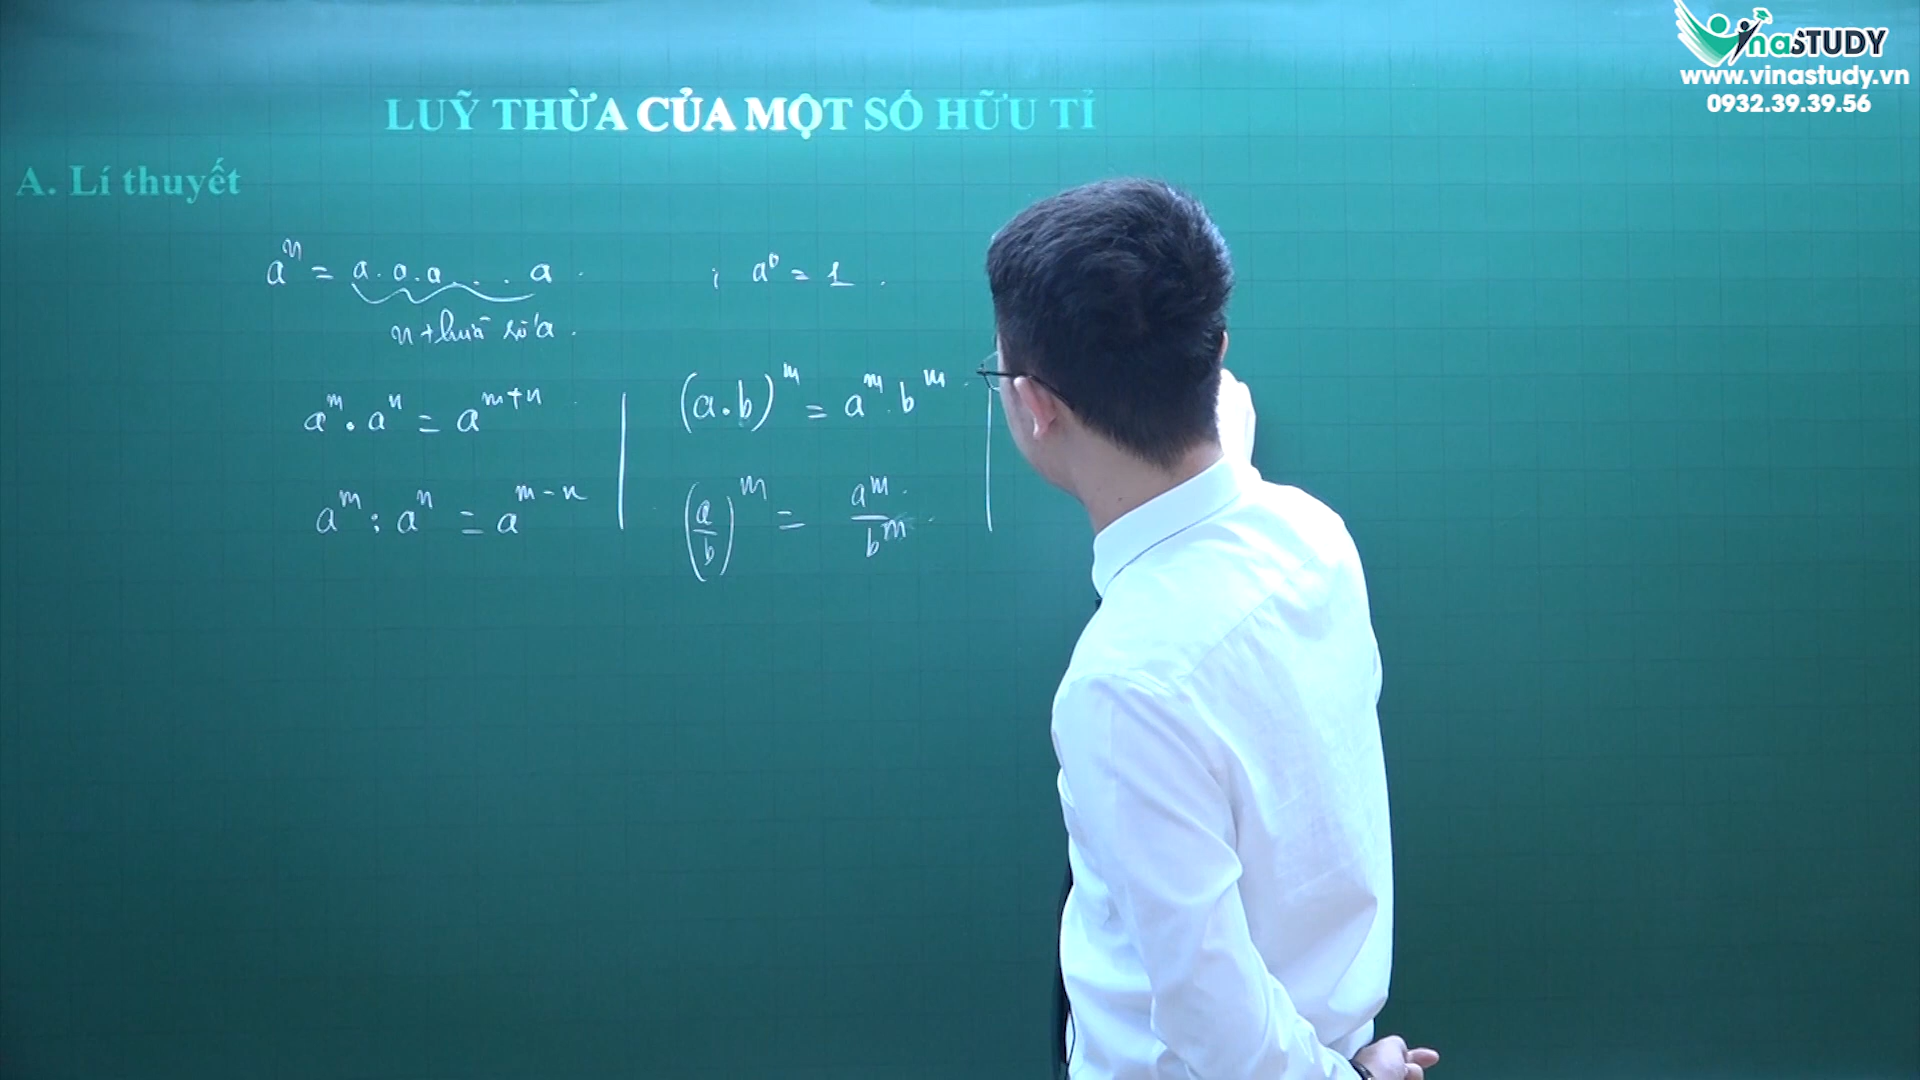 VinaSTUDY
www.vinastudy.vn
0932.39.39.56
LUỸ THỪA CỦA MỘT SỐ HỮU TỈ
A. Lí thuyết
aⁿ = a . a . a . . . a . ; a⁰ = 1 .
n thừa số a .
aᵐ . aⁿ = aᵐ⁺ⁿ
aᵐ : aⁿ = aᵐ⁻ⁿ
(a . b)ᵐ = aᵐ . bᵐ
(a/b)ᵐ = aᵐ/bᵐ